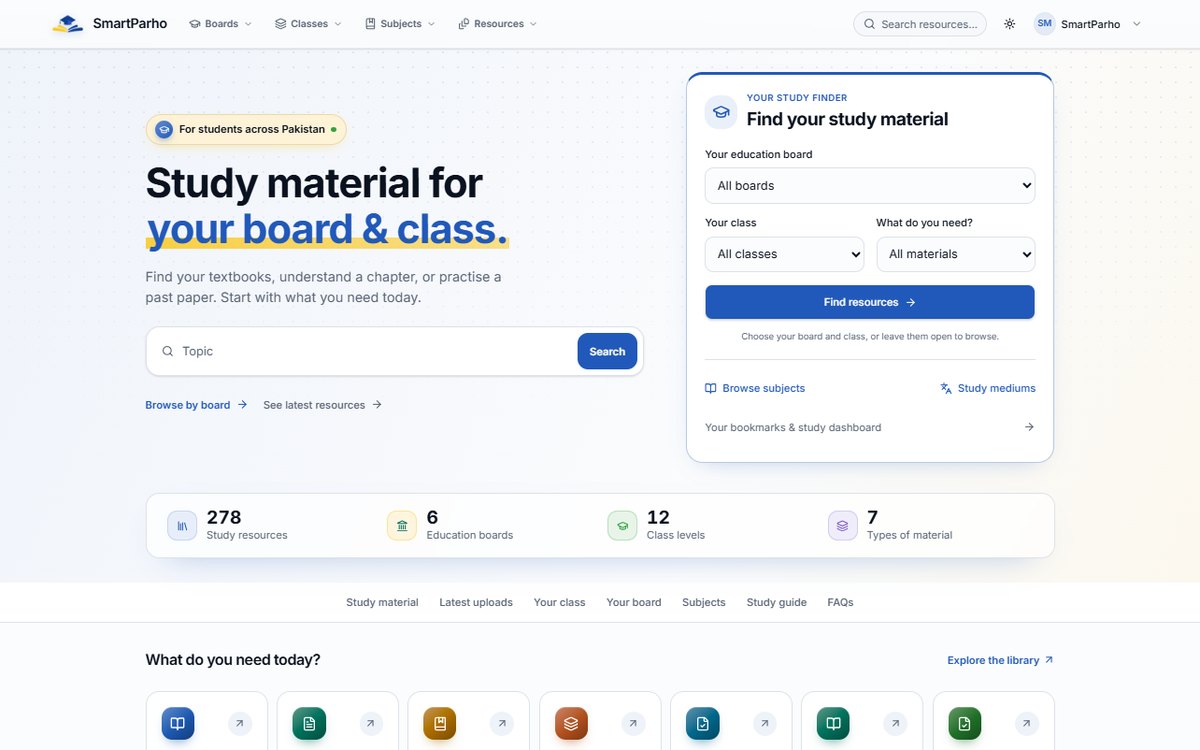 SmartParho
Boards
Classes
Subjects
Resources
Search resources...
SM
SmartParho
For students across Pakistan
Study material for
your board & class.
Find your textbooks, understand a chapter, or practise a
past paper. Start with what you need today.
Topic
Search
Browse by board
See latest resources
YOUR STUDY FINDER
Find your study material
Your education board
All boards
Your class
What do you need?
All classes
All materials
Find resources
Choose your board and class, or leave them open to browse.
Browse subjects
Study mediums
Your bookmarks & study dashboard
278
Study resources
6
Education boards
12
Class levels
7
Types of material
Study material
Latest uploads
Your class
Your board
Subjects
Study guide
FAQs
What do you need today?
Explore the library